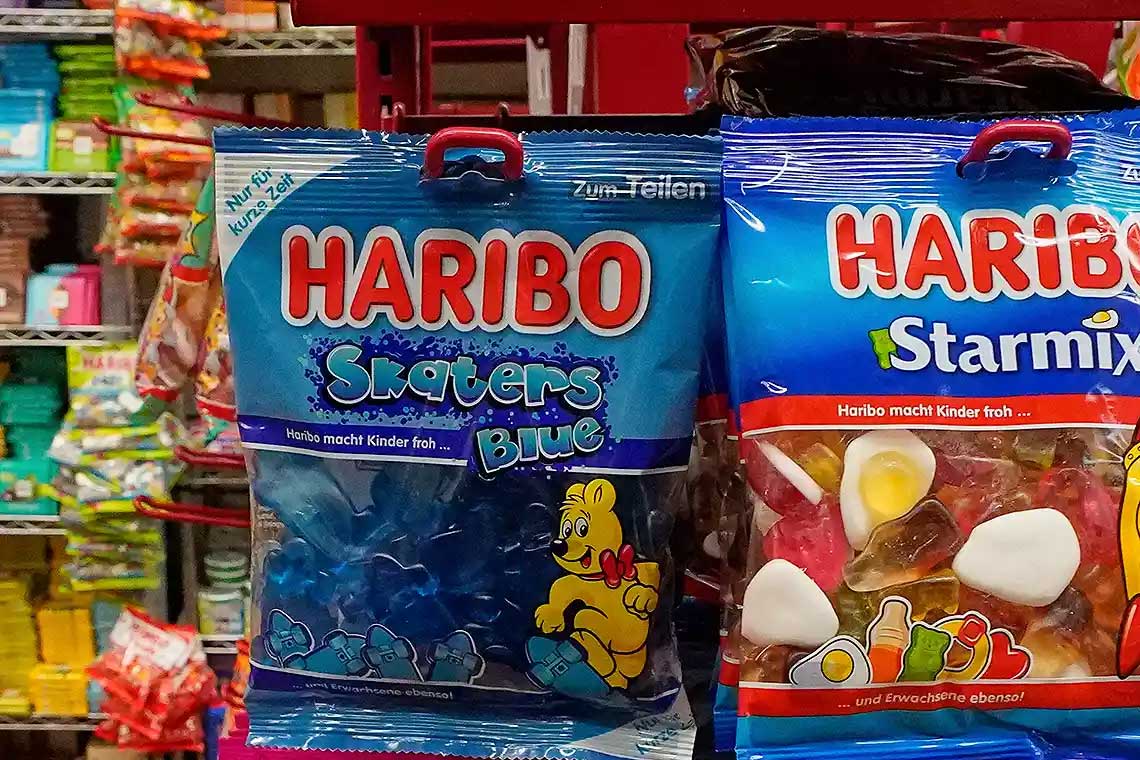 Nur für
kurze Zeit
Zum Teilen
HARIBO
Skaters
Blue
Haribo macht Kinder froh ...
... und Erwachsene ebenso!
HARIBO
Starmix
Haribo macht Kinder froh ...
... und Erwachsene ebenso!